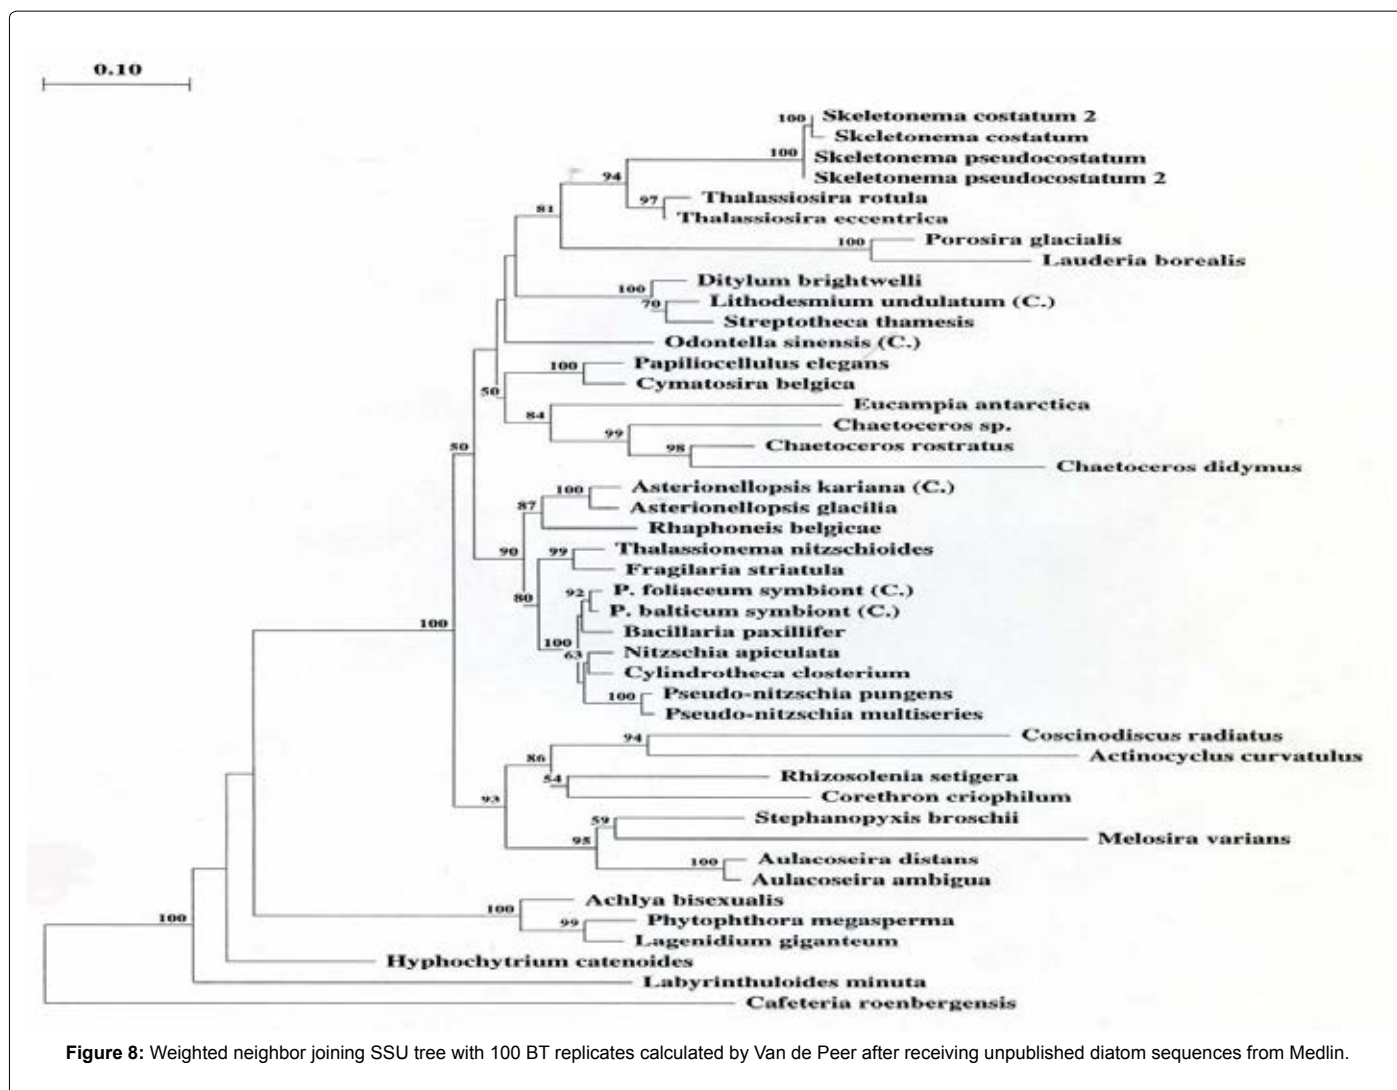 0.10
100 Skeletonema costatum 2
Skeletonema costatum
100 Skeletonema pseudocostatum
Skeletonema pseudocostatum 2
94
97 Thalassiosira rotula
81 Thalassiosira eccentrica
100 Porosira glacialis
Lauderia borealis
Ditylum brightwelli
100
70 Lithodesmium undulatum (C.)
Streptotheca thamesis
Odontella sinensis (C.)
100 Papiliocellulus elegans
50 Cymatosira belgica
84 Eucampia antarctica
99 Chaetoceros sp.
50 98 Chaetoceros rostratus
Chaetoceros didymus
100 Asterionellopsis kariana (C.)
87 Asterionellopsis glacilia
Rhaphoneis belgicae
90 99 Thalassionema nitzschioides
Fragilaria striatula
80 92 P. foliaceum symbiont (C.)
P. balticum symbiont (C.)
100 Bacillaria paxillifer
100 63 Nitzschia apiculata
Cylindrotheca closterium
100 Pseudo-nitzschia pungens
Pseudo-nitzschia multiseries
94 Coscinodiscus radiatus
86 Actinocyclus curvatulus
54 Rhizosolenia setigera
93 Corethron criophilum
59 Stephanopyxis broschii
95 Melosira varians
100 Aulacoseira distans
Aulacoseira ambigua
100 Achlya bisexualis
100 99 Phytophthora megasperma
Lagenidium giganteum
Hyphochytrium catenoides
Labyrinthuloides minuta
Cafeteria roenbergensis
Figure 8: Weighted neighbor joining SSU tree with 100 BT replicates calculated by Van de Peer after receiving unpublished diatom sequences from Medlin.